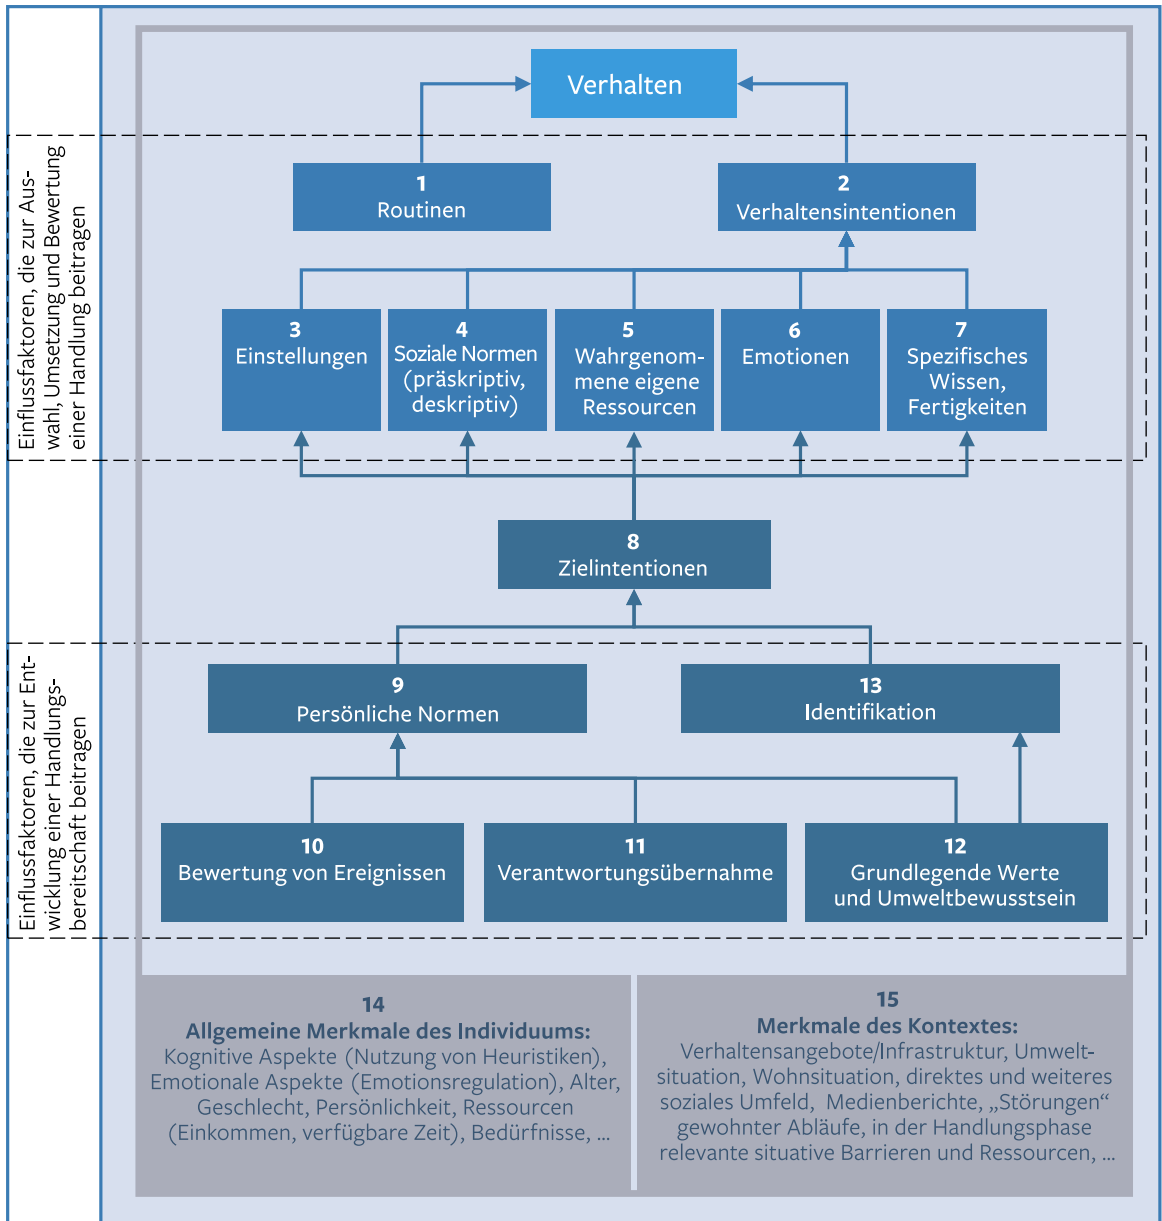 Verhalten
Einflussfaktoren, die zur Aus-
wahl, Umsetzung und Bewertung
einer Handlung beitragen
1
Routinen
2
Verhaltensintentionen
3
Einstellungen
4
Soziale Normen
(präskriptiv,
deskriptiv)
5
Wahrgenom-
mene eigene
Ressourcen
6
Emotionen
7
Spezifisches
Wissen,
Fertigkeiten
8
Zielintentionen
Einflussfaktoren, die zur Ent-
wicklung einer Handlungs-
bereitschaft beitragen
9
Persönliche Normen
13
Identifikation
10
Bewertung von Ereignissen
11
Verantwortungsübernahme
12
Grundlegende Werte
und Umweltbewusstsein
14
Allgemeine Merkmale des Individuums:
Kognitive Aspekte (Nutzung von Heuristiken),
Emotionale Aspekte (Emotionsregulation), Alter,
Geschlecht, Persönlichkeit, Ressourcen
(Einkommen, verfügbare Zeit), Bedürfnisse, ...
15
Merkmale des Kontextes:
Verhaltensangebote/Infrastruktur, Umwelt-
situation, Wohnsituation, direktes und weiteres
soziales Umfeld, Medienberichte, „Störungen“
gewohnter Abläufe, in der Handlungsphase
relevante situative Barrieren und Ressourcen, ...